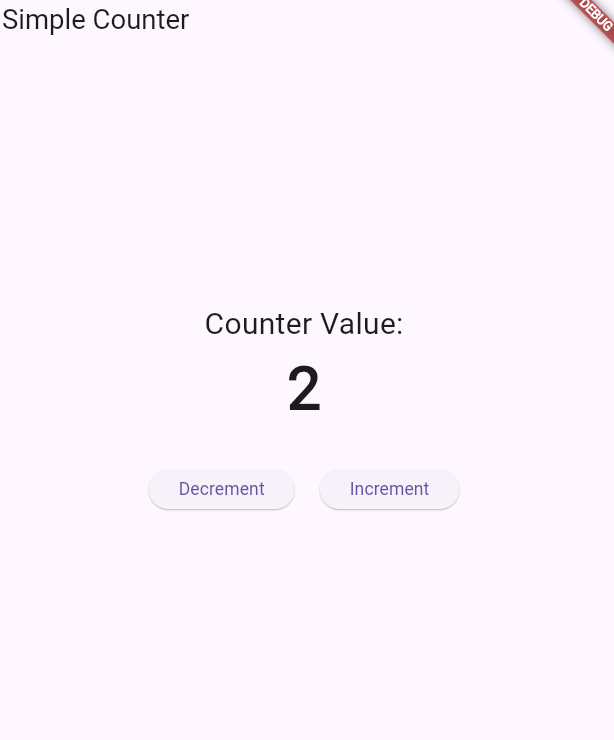 Simple Counter
DEBUG
Counter Value:
2
Decrement
Increment